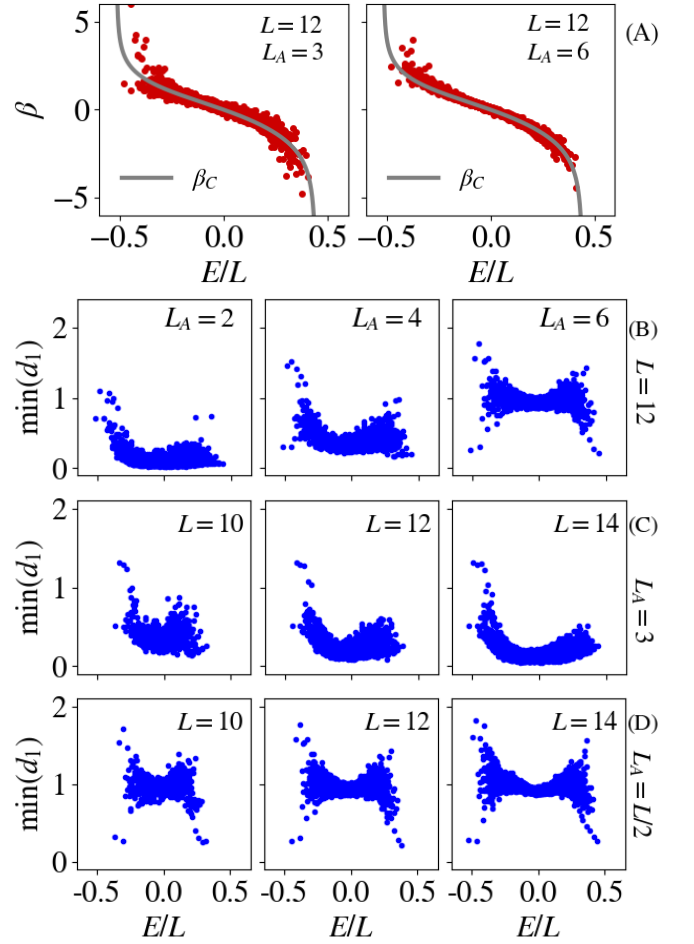 L = 12
L_A = 3
L = 12
L_A = 6
(A)
β
5
0
−5
β_C
β_C
−0.5 0.0 0.5
−0.5 0.0 0.5
E/L
E/L
L_A = 2
L_A = 4
L_A = 6
(B)
L = 12
min(d_1)
2
1
0
L = 10
L = 12
L = 14
(C)
L_A = 3
min(d_1)
2
1
0
L = 10
L = 12
L = 14
(D)
L_A = L/2
min(d_1)
2
1
0
−0.5 0.0 0.5
−0.5 0.0 0.5
−0.5 0.0 0.5
E/L
E/L
E/L